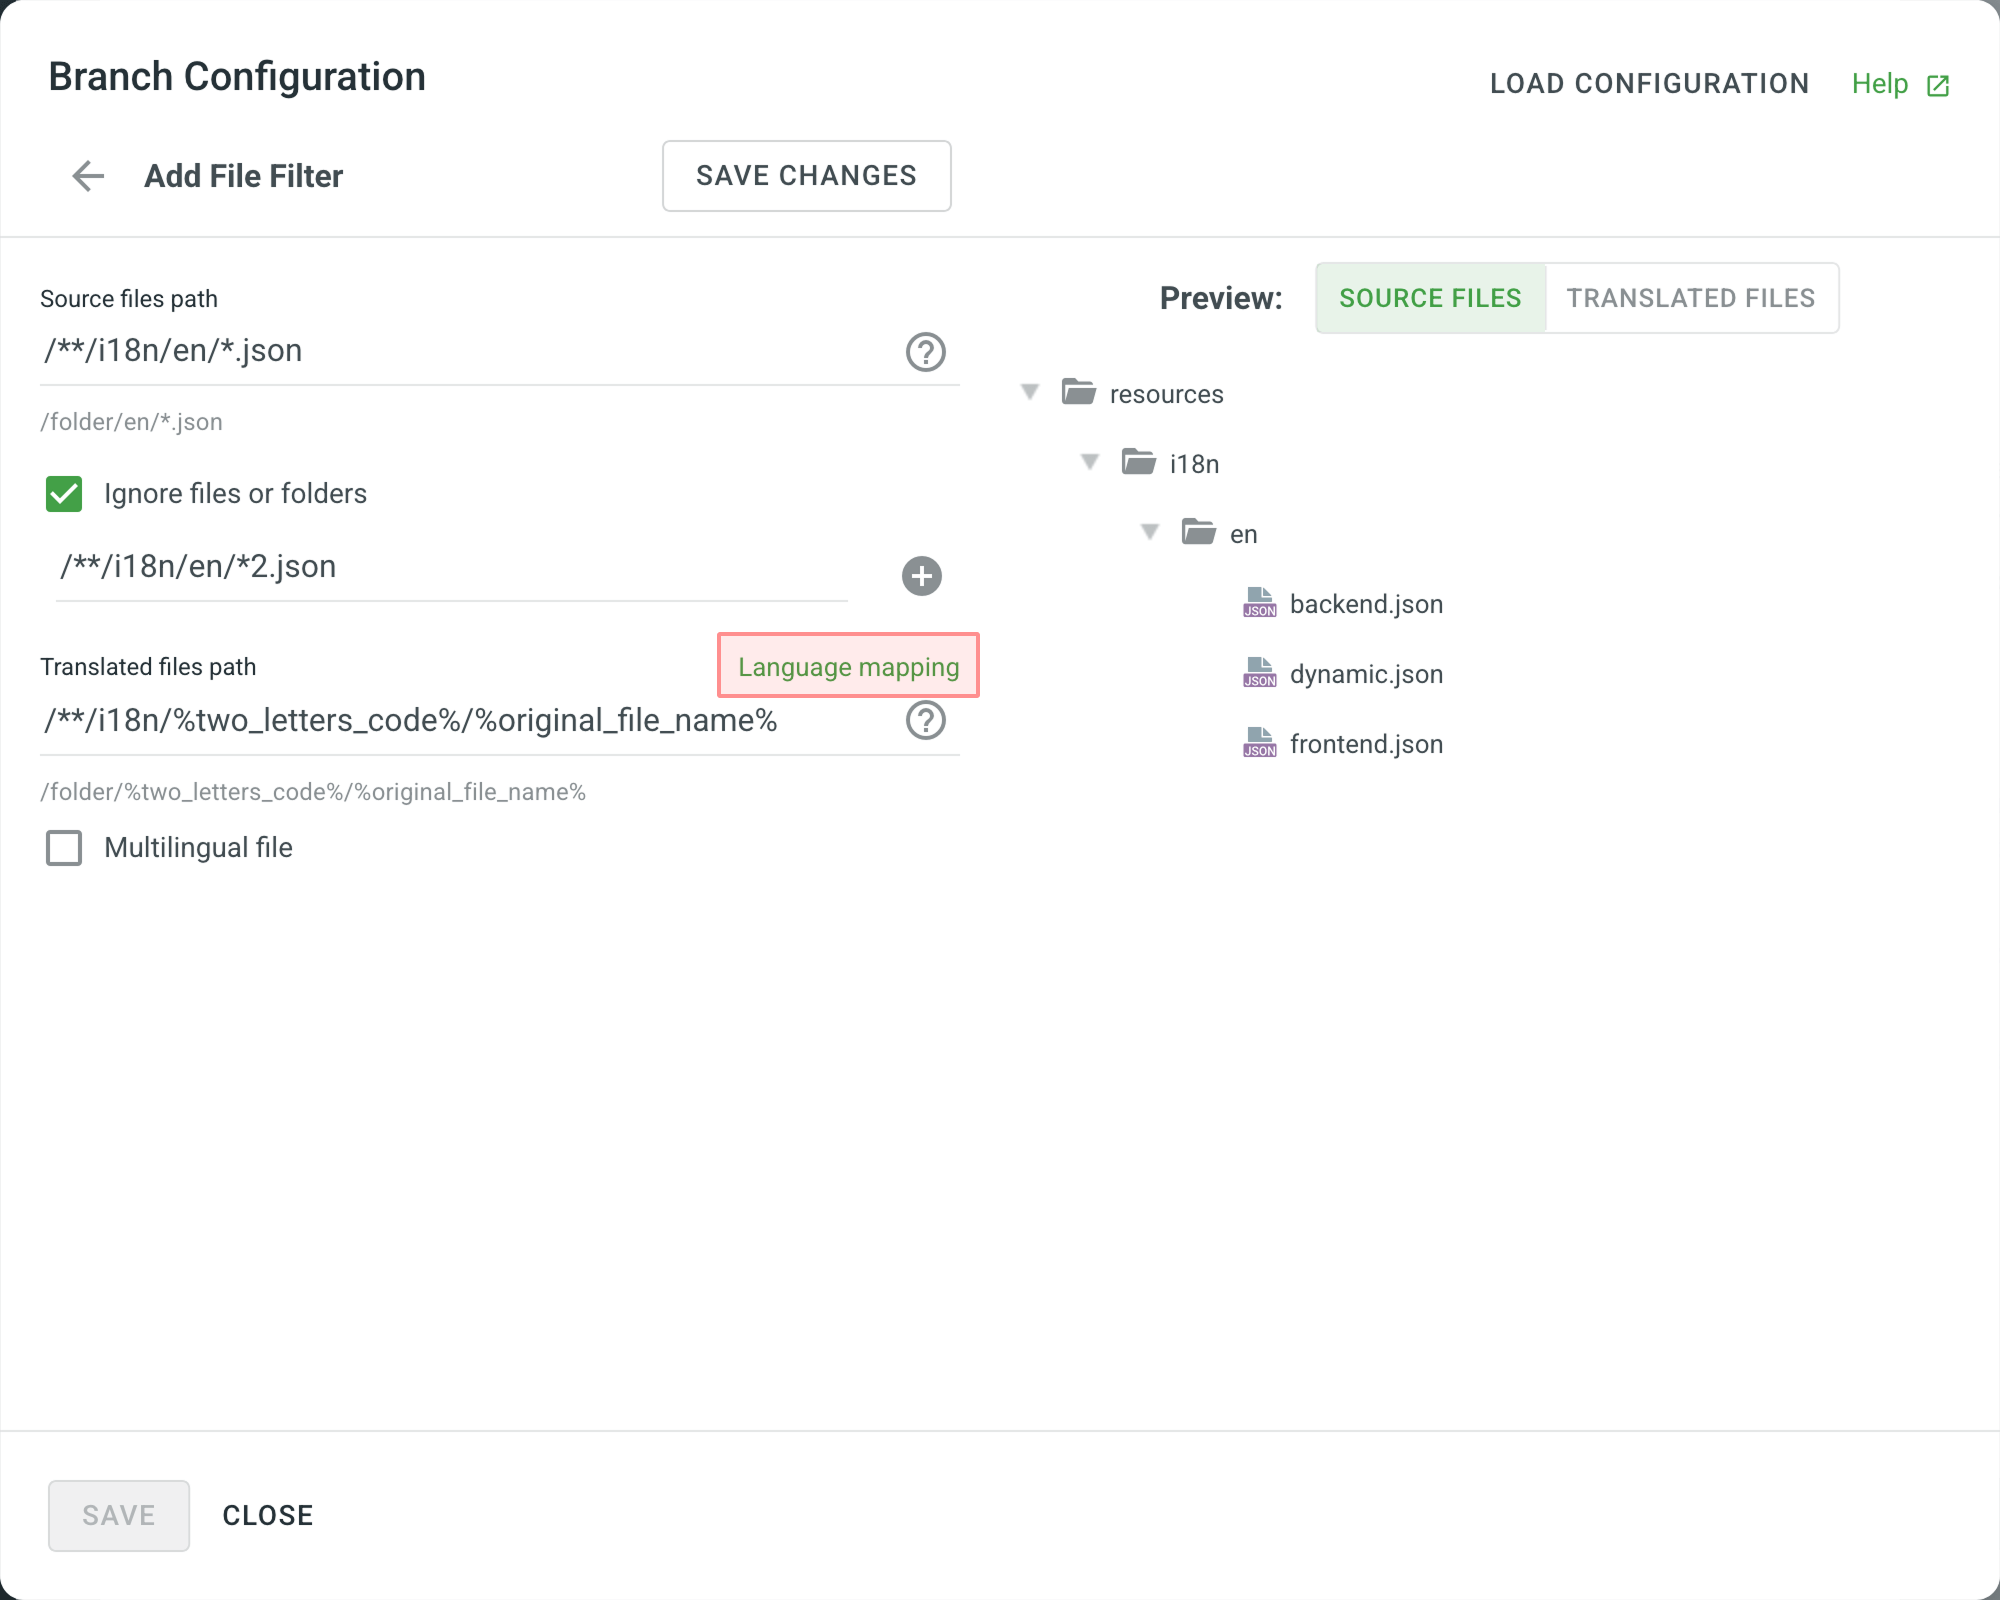 Branch Configuration
LOAD CONFIGURATION
Help
Add File Filter
SAVE CHANGES
Source files path
/**/i18n/en/*.json
/folder/en/*.json
Ignore files or folders
/**/i18n/en/*2.json
Translated files path
Language mapping
/**/i18n/%two_letters_code%/%original_file_name%
/folder/%two_letters_code%/%original_file_name%
Multilingual file
Preview:
SOURCE FILES
TRANSLATED FILES
resources
i18n
en
JSON backend.json
JSON dynamic.json
JSON frontend.json
SAVE
CLOSE